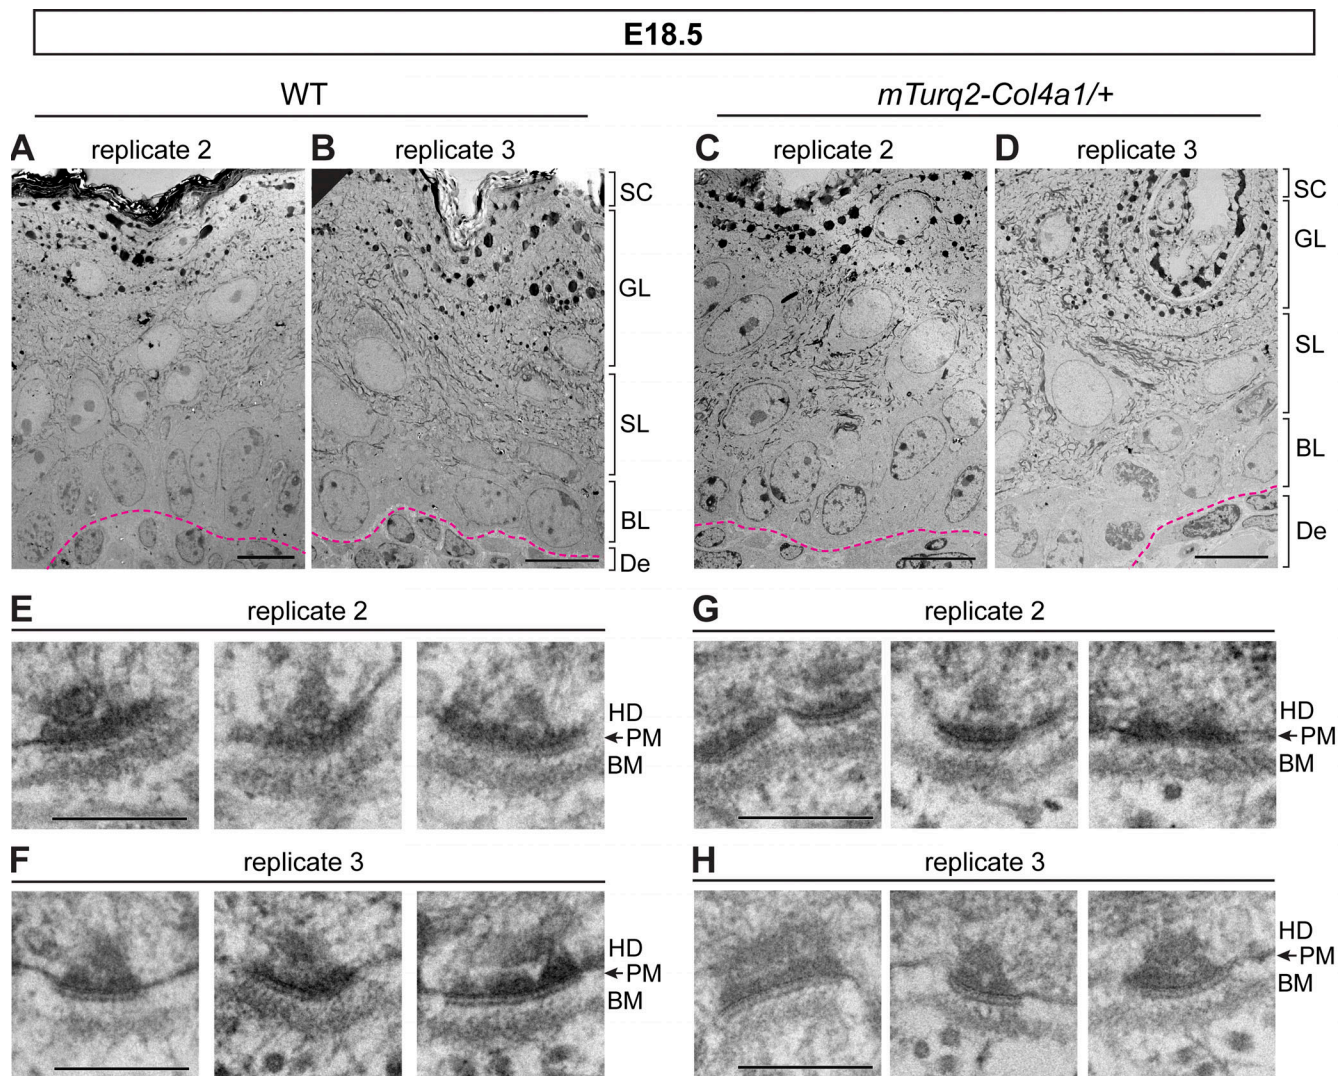 E18.5
WT
mTurq2-Col4a1/+
A replicate 2
B replicate 3
C replicate 2
D replicate 3
SC
GL
SL
BL
De
SC
GL
SL
BL
De
E replicate 2
HD
PM
BM
G replicate 2
HD
PM
BM
F replicate 3
HD
PM
BM
H replicate 3
HD
PM
BM